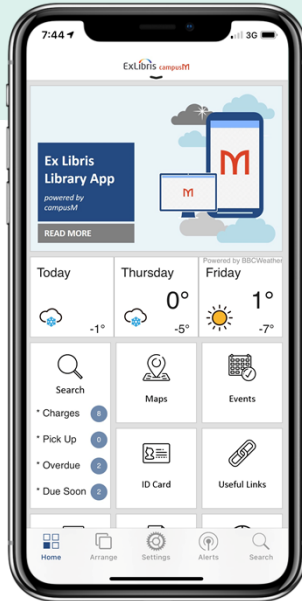 7:44
3G
ExLibris campusM
Ex Libris
Library App
powered by
campusM
READ MORE
M
M
Powered by BBCWeather
Today
Thursday
Friday
-1°
0°
-5°
1°
-7°
Search
* Charges 8
* Pick Up 0
* Overdue 2
* Due Soon 2
Maps
Events
ID Card
Useful Links
Home
Arrange
Settings
Alerts
Search